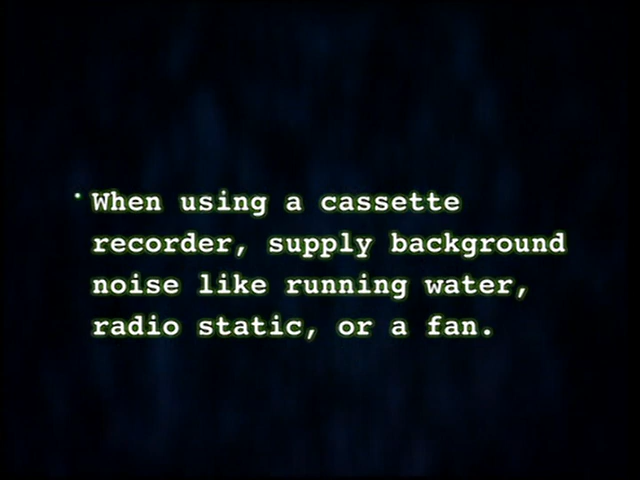 · When using a cassette
recorder, supply background
noise like running water,
radio static, or a fan.